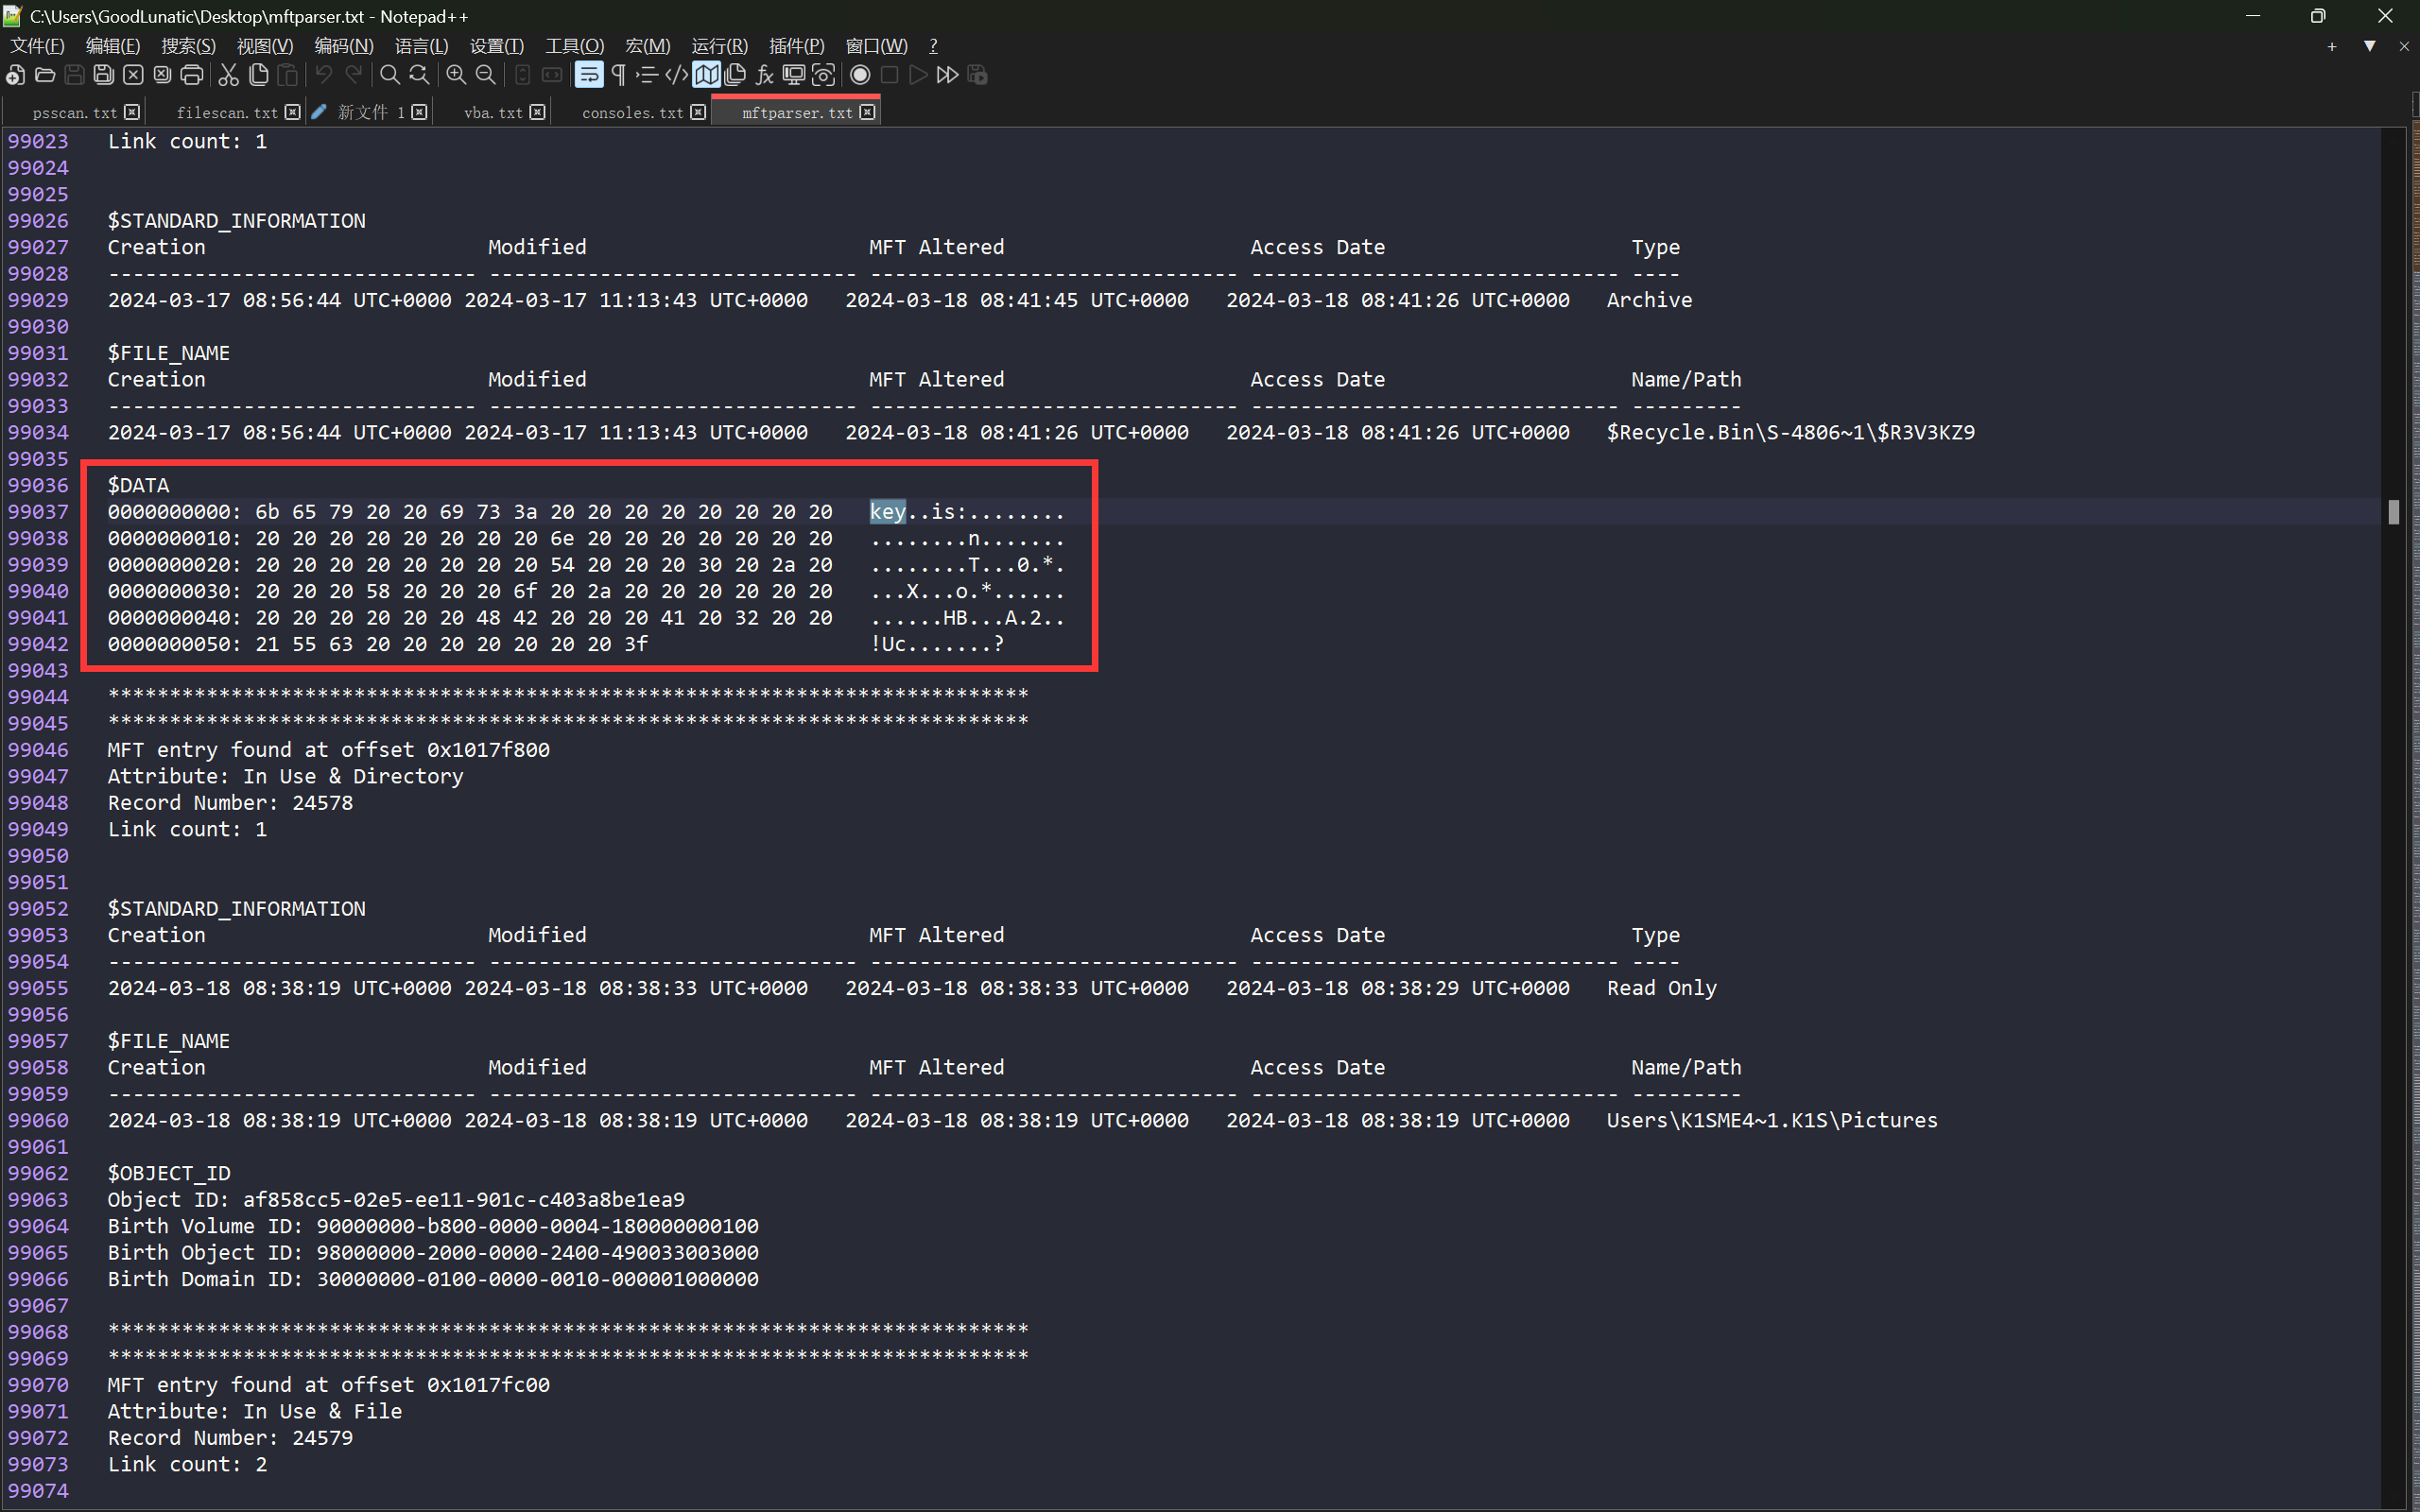 C:\Users\GoodLunatic\Desktop\mftparser.txt - Notepad++
文件(F) 编辑(E) 搜索(S) 视图(V) 编码(N) 语言(L) 设置(T) 工具(O) 宏(M) 运行(R) 插件(P) 窗口(W) ?
psscan.txt filescan.txt 新文件 1 vba.txt consoles.txt mftparser.txt
99023 Link count: 1
99024
99025
99026 $STANDARD_INFORMATION
99027 Creation Modified MFT Altered Access Date Type
99028 ------------------------------ ------------------------------ ------------------------------ ------------------------------ ----
99029 2024-03-17 08:56:44 UTC+0000 2024-03-17 11:13:43 UTC+0000 2024-03-18 08:41:45 UTC+0000 2024-03-18 08:41:26 UTC+0000 Archive
99030
99031 $FILE_NAME
99032 Creation Modified MFT Altered Access Date Name/Path
99033 ------------------------------ ------------------------------ ------------------------------ ------------------------------ ---------
99034 2024-03-17 08:56:44 UTC+0000 2024-03-17 11:13:43 UTC+0000 2024-03-18 08:41:26 UTC+0000 2024-03-18 08:41:26 UTC+0000 $Recycle.Bin\S-4806~1\$R3V3KZ9
99035
99036 $DATA
99037 0000000000: 6b 65 79 20 20 69 73 3a 20 20 20 20 20 20 20 20 key..is:........
99038 0000000010: 20 20 20 20 20 20 20 20 6e 20 20 20 20 20 20 20 ........n.......
99039 0000000020: 20 20 20 20 20 20 20 20 54 20 20 20 30 20 2a 20 ........T...0.*.
99040 0000000030: 20 20 20 58 20 20 20 6f 20 2a 20 20 20 20 20 20 ...X...o.*......
99041 0000000040: 20 20 20 20 20 20 48 42 20 20 20 41 20 32 20 20 ......HB...A.2..
99042 0000000050: 21 55 63 20 20 20 20 20 20 20 3f !Uc.......?
99043
99044 ***************************************************************************
99045 ***************************************************************************
99046 MFT entry found at offset 0x1017f800
99047 Attribute: In Use & Directory
99048 Record Number: 24578
99049 Link count: 1
99050
99051
99052 $STANDARD_INFORMATION
99053 Creation Modified MFT Altered Access Date Type
99054 ------------------------------ ------------------------------ ------------------------------ ------------------------------ ----
99055 2024-03-18 08:38:19 UTC+0000 2024-03-18 08:38:33 UTC+0000 2024-03-18 08:38:33 UTC+0000 2024-03-18 08:38:29 UTC+0000 Read Only
99056
99057 $FILE_NAME
99058 Creation Modified MFT Altered Access Date Name/Path
99059 ------------------------------ ------------------------------ ------------------------------ ------------------------------ ---------
99060 2024-03-18 08:38:19 UTC+0000 2024-03-18 08:38:19 UTC+0000 2024-03-18 08:38:19 UTC+0000 2024-03-18 08:38:19 UTC+0000 Users\K1SME4~1.K1S\Pictures
99061
99062 $OBJECT_ID
99063 Object ID: af858cc5-02e5-ee11-901c-c403a8be1ea9
99064 Birth Volume ID: 90000000-b800-0000-0004-180000000100
99065 Birth Object ID: 98000000-2000-0000-2400-490033003000
99066 Birth Domain ID: 30000000-0100-0000-0010-000001000000
99067
99068 ***************************************************************************
99069 ***************************************************************************
99070 MFT entry found at offset 0x1017fc00
99071 Attribute: In Use & File
99072 Record Number: 24579
99073 Link count: 2
99074